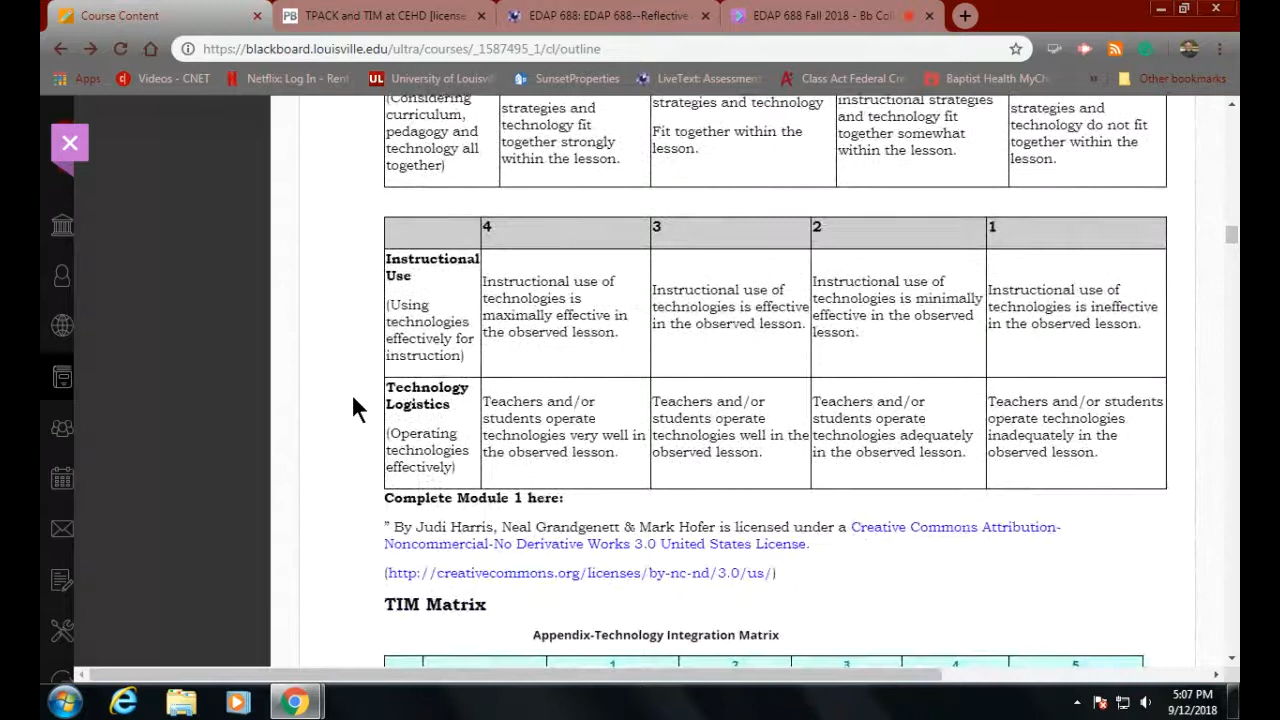 Course Content
TPACK and TIM at CEHD [license
EDAP 688: EDAP 688--Reflective
EDAP 688 Fall 2018 - Bb Coll
https://blackboard.louisville.edu/ultra/courses/_1587495_1/cl/outline
Apps
Videos - CNET
Netflix: Log In - Rent
University of Louisv
SunsetProperties
LiveText: Assessmen
Class Act Federal Cr
Baptist Health MyCh
Other bookmarks
(Considering
curriculum,
pedagogy and
technology all
together)
strategies and
technology fit
together strongly
within the lesson.
strategies and technology
Fit together within the
lesson.
instructional strategies
and technology fit
together somewhat
within the lesson.
strategies and
technology do not fit
together within the
lesson.
4
3
2
1
Instructional
Use
(Using
technologies
effectively for
instruction)
Instructional use of
technologies is
maximally effective in
the observed lesson.
Instructional use of
technologies is effective
in the observed lesson.
Instructional use of
technologies is minimally
effective in the observed
lesson.
Instructional use of
technologies is ineffective
in the observed lesson.
Technology
Logistics
(Operating
technologies
effectively)
Teachers and/or
students operate
technologies very well in
the observed lesson.
Teachers and/or
students operate
technologies well in the
observed lesson.
Teachers and/or
students operate
technologies adequately
in the observed lesson.
Teachers and/or students
operate technologies
inadequately in the
observed lesson.
Complete Module 1 here:
" By Judi Harris, Neal Grandgenett & Mark Hofer is licensed under a Creative Commons Attribution-
Noncommercial-No Derivative Works 3.0 United States License.
(http://creativecommons.org/licenses/by-nc-nd/3.0/us/)
TIM Matrix
Appendix-Technology Integration Matrix
1
2
3
4
5
5:07 PM
9/12/2018